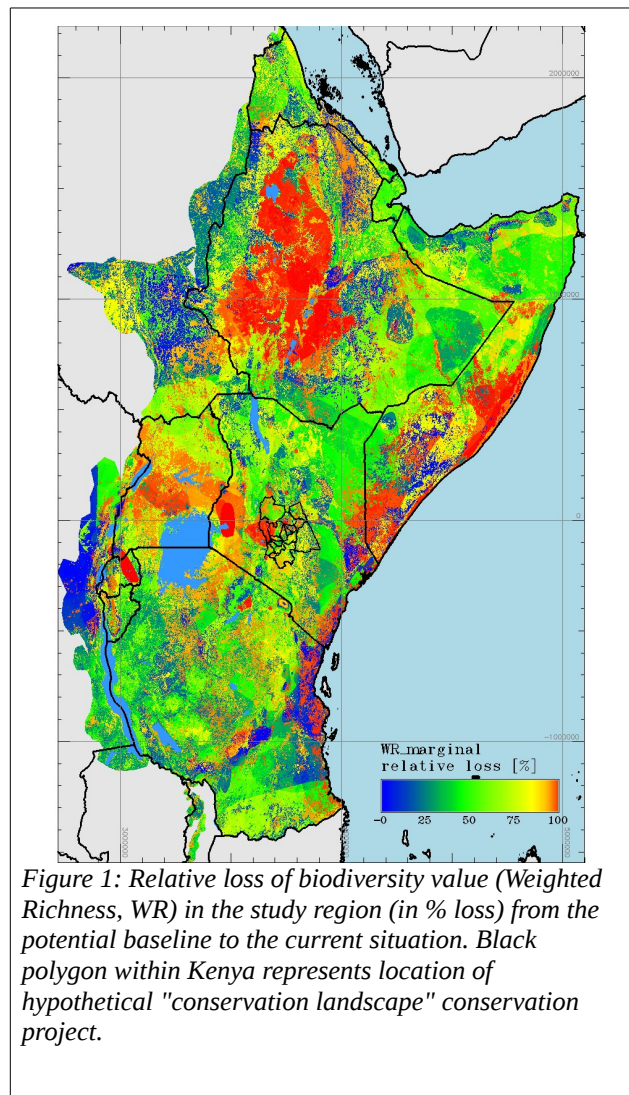 2000000
0
-1000000
WR_marginal
relative loss [%]
-0 25 50 75 100
Figure 1: Relative loss of biodiversity value (Weighted
Richness, WR) in the study region (in % loss) from the
potential baseline to the current situation. Black
polygon within Kenya represents location of
hypothetical "conservation landscape" conservation
project.